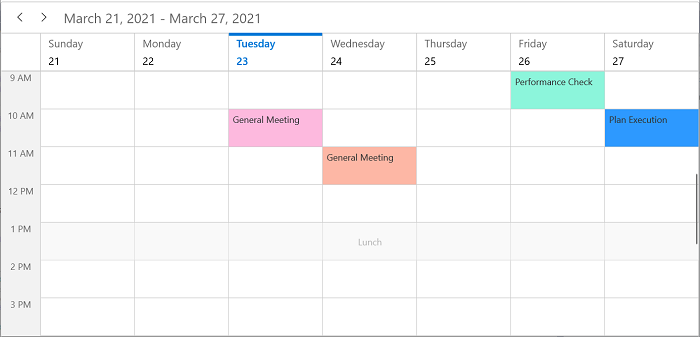 March 21, 2021 - March 27, 2021
Sunday Monday Tuesday Wednesday Thursday Friday Saturday
21 22 23 24 25 26 27
9 AM
Performance Check
10 AM
General Meeting Plan Execution
11 AM
General Meeting
12 PM
1 PM
Lunch
2 PM
3 PM